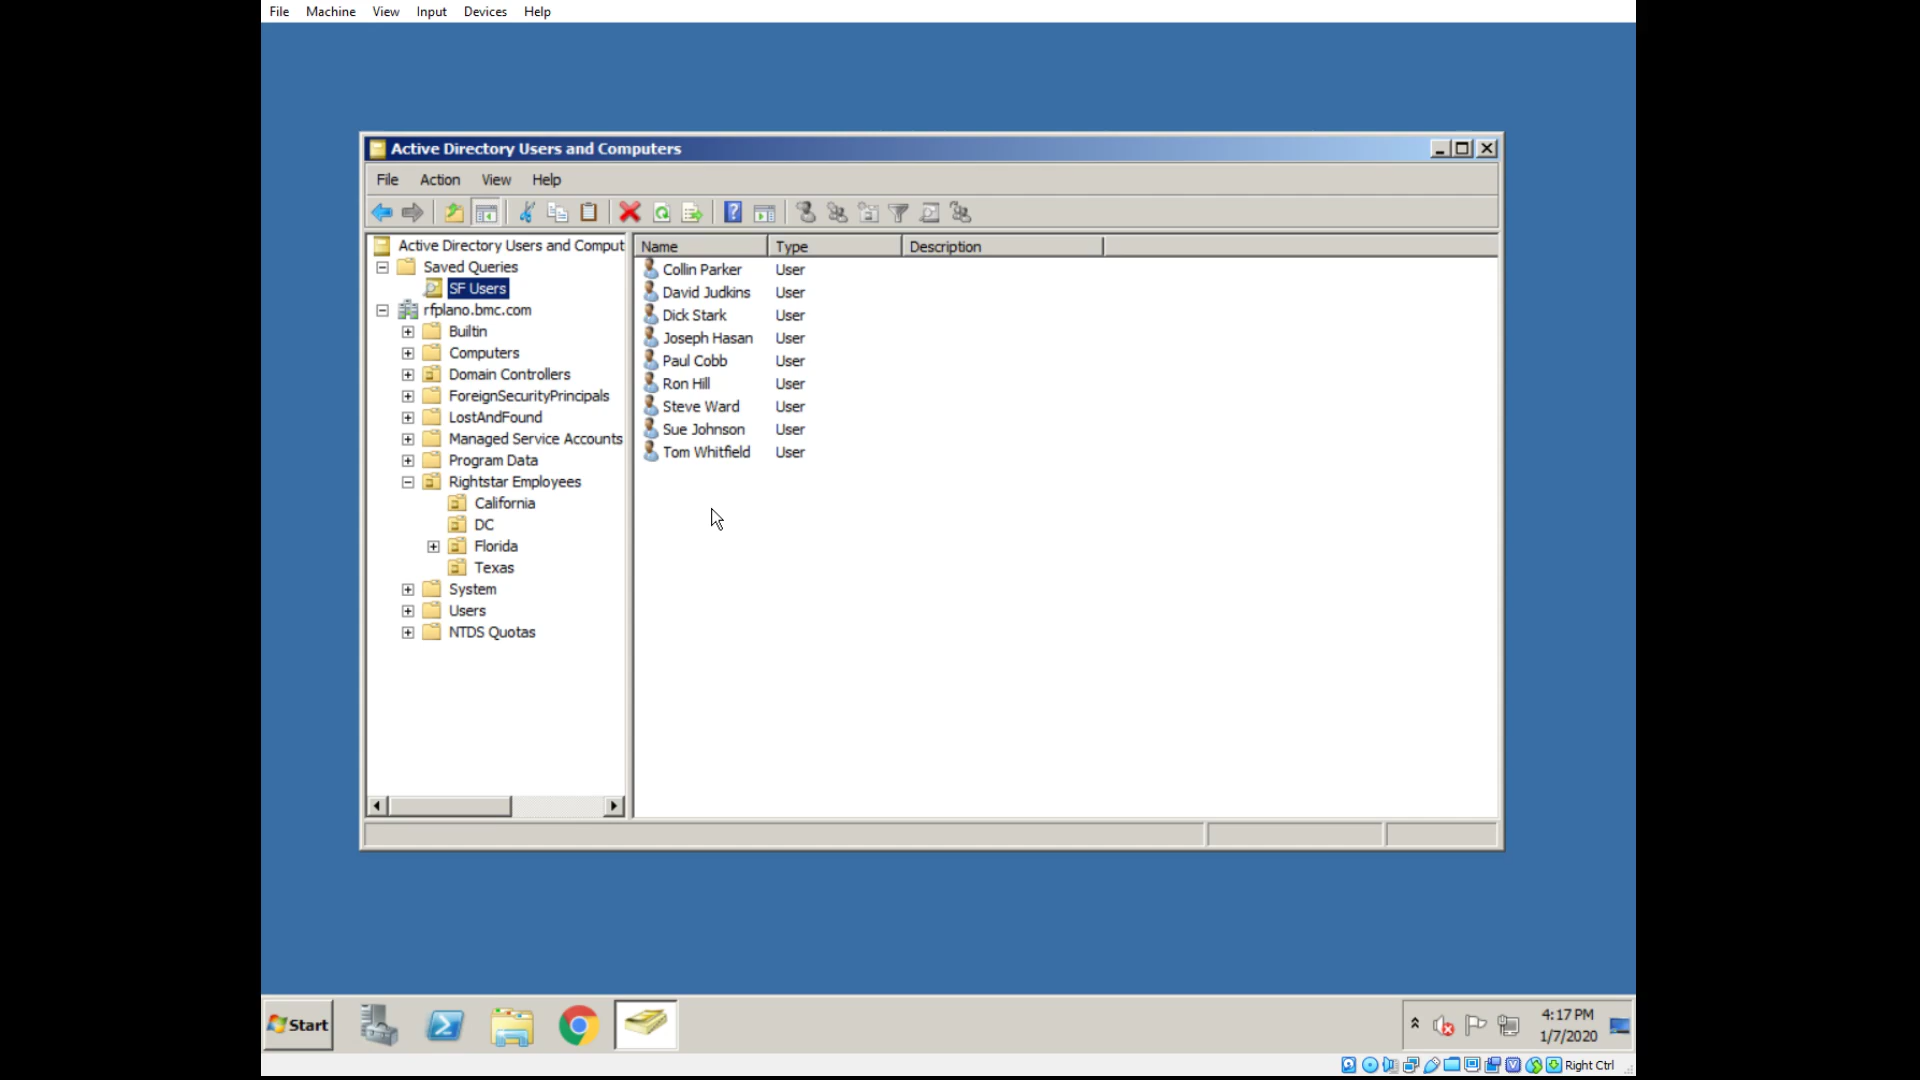 File Machine View Input Devices Help
Active Directory Users and Computers
File Action View Help
Active Directory Users and Comput
Saved Queries
SF Users
rfplano.bmc.com
Builtin
Computers
Domain Controllers
ForeignSecurityPrincipals
LostAndFound
Managed Service Accounts
Program Data
Rightstar Employees
California
DC
Florida
Texas
System
Users
NTDS Quotas
Name Type Description
Collin Parker User
David Judkins User
Dick Stark User
Joseph Hasan User
Paul Cobb User
Ron Hill User
Steve Ward User
Sue Johnson User
Tom Whitfield User
Start
4:17 PM
1/7/2020
Right Ctrl